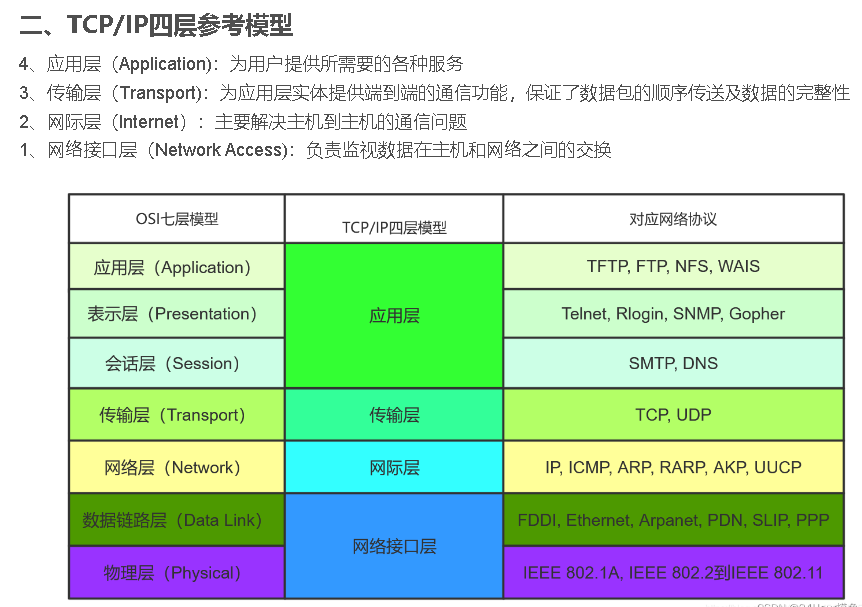 二、TCP/IP四层参考模型
4、应用层（Application)：为用户提供所需要的各种服务
3、传输层（Transport)：为应用层实体提供端到端的通信功能，保证了数据包的顺序传送及数据的完整性
2、网际层（Internet）：主要解决主机到主机的通信问题
1、网络接口层（Network Access)：负责监视数据在主机和网络之间的交换
OSI七层模型 TCP/IP四层模型 对应网络协议
应用层（Application） TFTP, FTP, NFS, WAIS
表示层（Presentation） 应用层 Telnet, Rlogin, SNMP, Gopher
会话层（Session） SMTP, DNS
传输层（Transport） 传输层 TCP, UDP
网络层（Network） 网际层 IP, ICMP, ARP, RARP, AKP, UUCP
数据链路层（Data Link） FDDI, Ethernet, Arpanet, PDN, SLIP, PPP
网络接口层
物理层（Physical） IEEE 802.1A, IEEE 802.2到IEEE 802.11